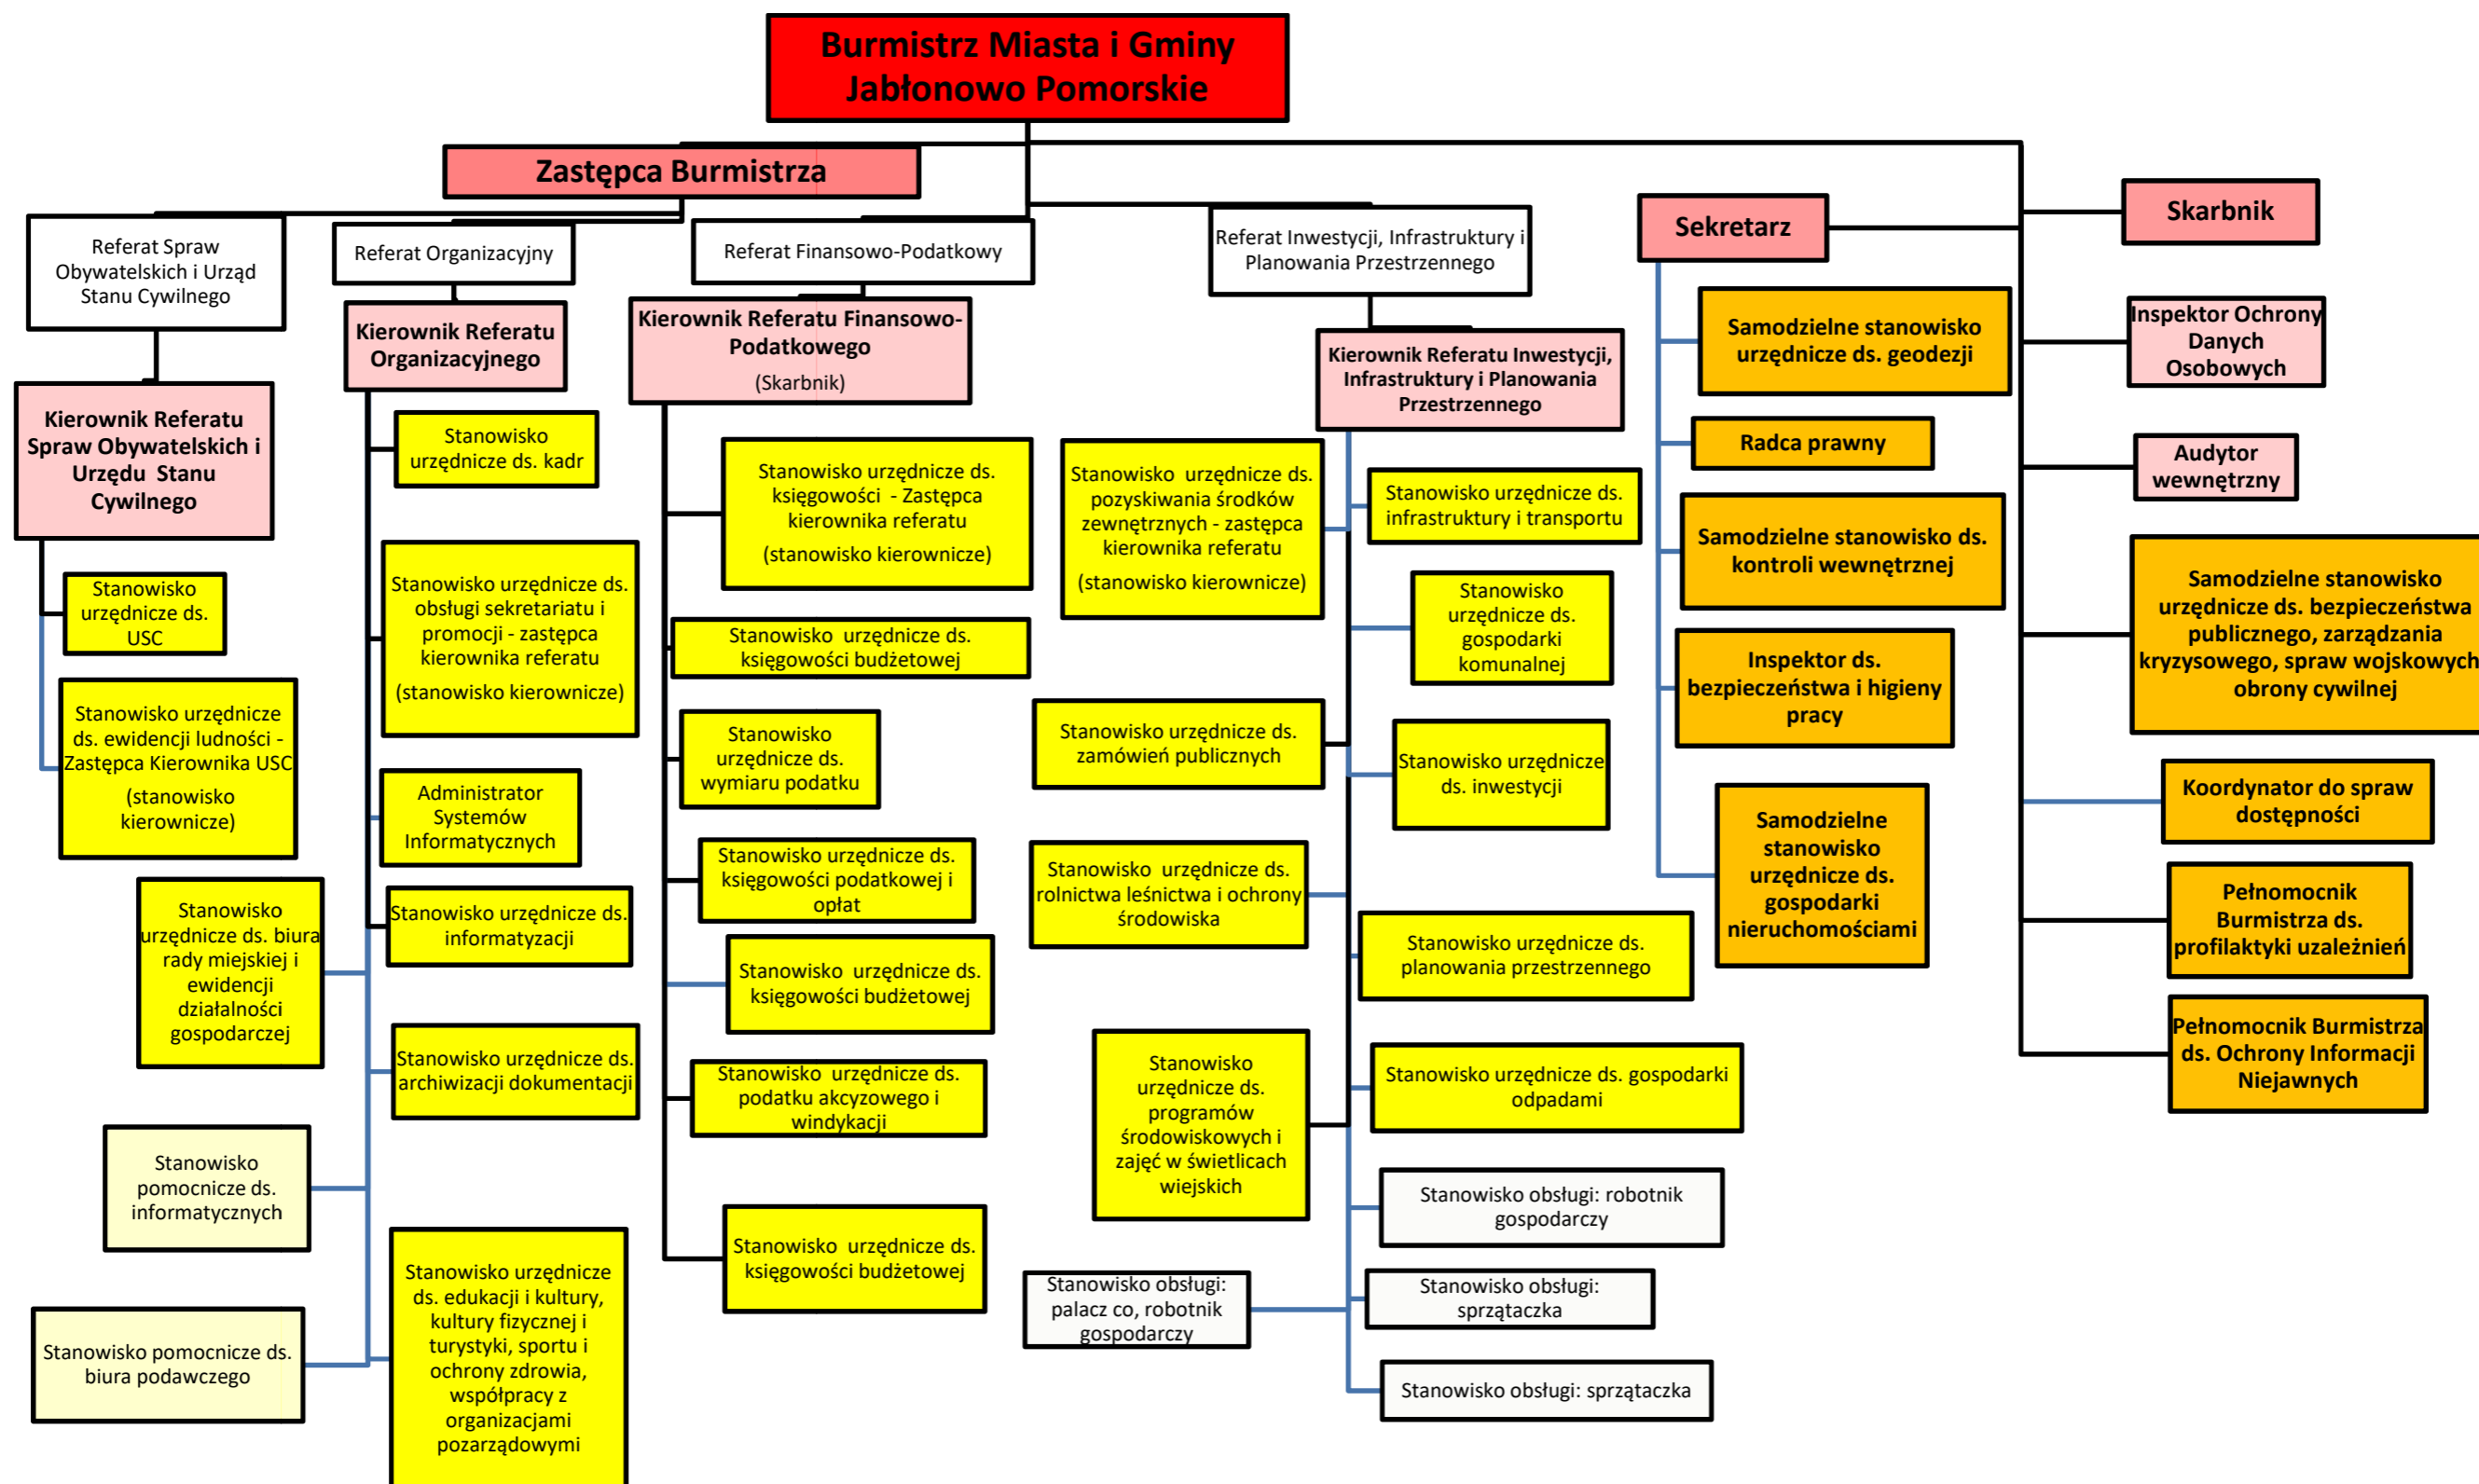 Burmistrz Miasta i Gminy
Jabłonowo Pomorskie
Zastępca Burmistrza
Sekretarz
Skarbnik
Referat Spraw
Obywatelskich i Urząd
Stanu Cywilnego
Referat Organizacyjny
Referat Finansowo-Podatkowy
Referat Inwestycji, Infrastruktury i
Planowania Przestrzennego
Kierownik Referatu
Spraw Obywatelskich i
Urzędu  Stanu
Cywilnego
Stanowisko
urzędnicze ds.
USC
Stanowisko urzędnicze
ds. ewidencji ludności -
Zastępca Kierownika USC
(stanowisko
kierownicze)
Kierownik Referatu
Organizacyjnego
Stanowisko
urzędnicze ds. kadr
Stanowisko urzędnicze ds.
obsługi sekretariatu i
promocji - zastępca
kierownika referatu
(stanowisko kierownicze)
Administrator
Systemów
Informatycznych
Stanowisko urzędnicze ds.
informatyzacji
Stanowisko
urzędnicze ds. biura
rady miejskiej i
ewidencji
działalności
gospodarczej
Stanowisko urzędnicze ds.
archiwizacji dokumentacji
Stanowisko
pomocnicze ds.
informatycznych
Stanowisko pomocnicze ds.
biura podawczego
Stanowisko urzędnicze
ds. edukacji i kultury,
kultury fizycznej i
turystyki, sportu i
ochrony zdrowia,
współpracy z
organizacjami
pozarządowymi
Kierownik Referatu Finansowo-
Podatkowego
(Skarbnik)
Stanowisko urzędnicze ds.
księgowości  - Zastępca
kierownika referatu
(stanowisko kierownicze)
Stanowisko  urzędnicze ds.
księgowości budżetowej
Stanowisko
urzędnicze ds.
wymiaru podatku
Stanowisko urzędnicze ds.
księgowości podatkowej i
opłat
Stanowisko  urzędnicze ds.
księgowości budżetowej
Stanowisko  urzędnicze ds.
podatku akcyzowego i
windykacji
Stanowisko  urzędnicze ds.
księgowości budżetowej
Kierownik Referatu Inwestycji,
Infrastruktury i Planowania
Przestrzennego
Stanowisko  urzędnicze ds.
pozyskiwania środków
zewnętrznych - zastępca
kierownika referatu
(stanowisko kierownicze)
Stanowisko urzędnicze ds.
infrastruktury i transportu
Stanowisko
urzędnicze ds.
gospodarki
komunalnej
Stanowisko urzędnicze ds.
zamówień publicznych
Stanowisko urzędnicze
ds. inwestycji
Stanowisko  urzędnicze ds.
rolnictwa leśnictwa i ochrony
środowiska
Stanowisko urzędnicze ds.
planowania przestrzennego
Stanowisko
urzędnicze ds.
programów
środowiskowych i
zajęć w świetlicach
wiejskich
Stanowisko urzędnicze ds. gospodarki
odpadami
Stanowisko obsługi: robotnik
gospodarczy
Stanowisko obsługi:
palacz co, robotnik
gospodarczy
Stanowisko obsługi:
sprzątaczka
Stanowisko obsługi: sprzątaczka
Samodzielne stanowisko
urzędnicze ds. geodezji
Radca prawny
Samodzielne stanowisko ds.
kontroli wewnętrznej
Inspektor ds.
bezpieczeństwa i higieny
pracy
Samodzielne
stanowisko
urzędnicze ds.
gospodarki
nieruchomościami
Inspektor Ochrony
Danych
Osobowych
Audytor
wewnętrzny
Samodzielne stanowisko
urzędnicze ds. bezpieczeństwa
publicznego, zarządzania
kryzysowego, spraw wojskowych
obrony cywilnej
Koordynator do spraw
dostępności
Pełnomocnik
Burmistrza ds.
profilaktyki uzależnień
Pełnomocnik Burmistrza
ds. Ochrony Informacji
Niejawnych